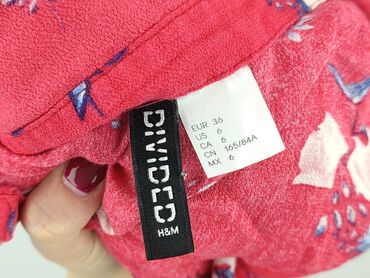 DIVIDED
H&M
EUR 36
US 6
CA 6
CN 165/84A
MX 6